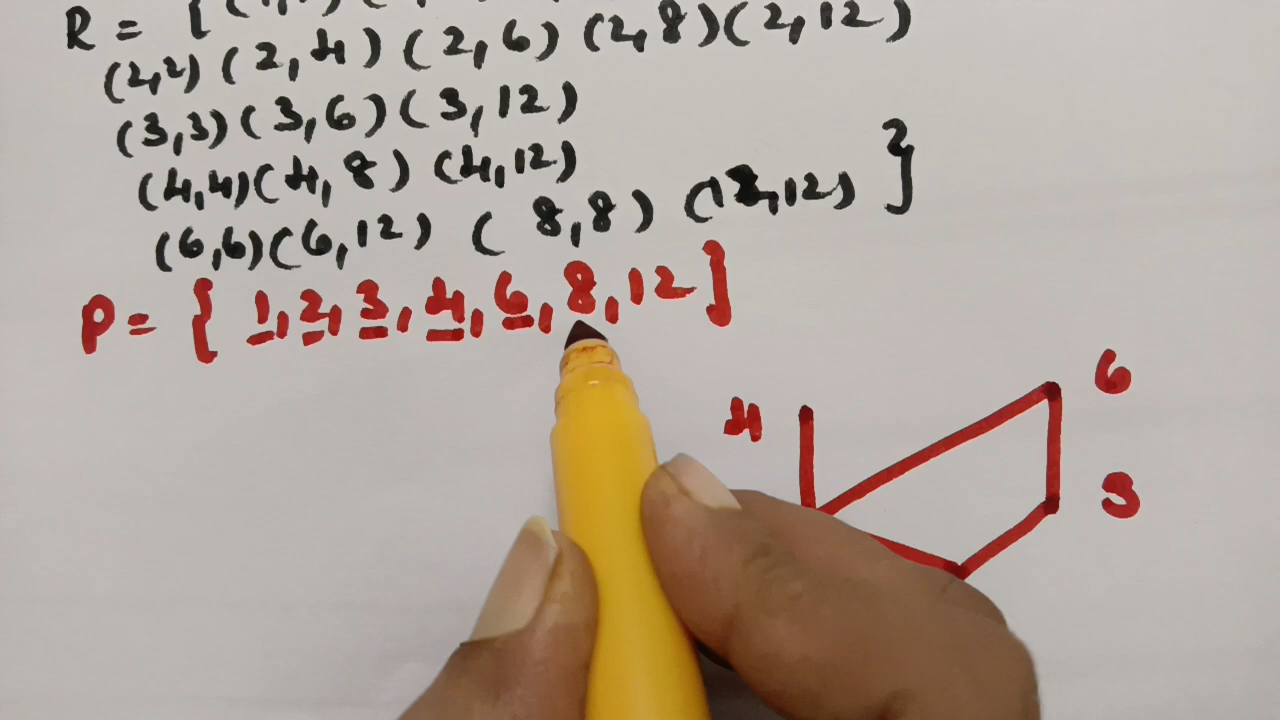 R = {
(2,2) (2,4) (2,6) (2,8) (2,12)
(3,3) (3,6) (3,12)
(4,4) (4,8) (4,12)
(6,6) (6,12) (8,8) (12,12) }
P = { 1, 2, 3, 4, 6, 8, 12 }
4
6
3